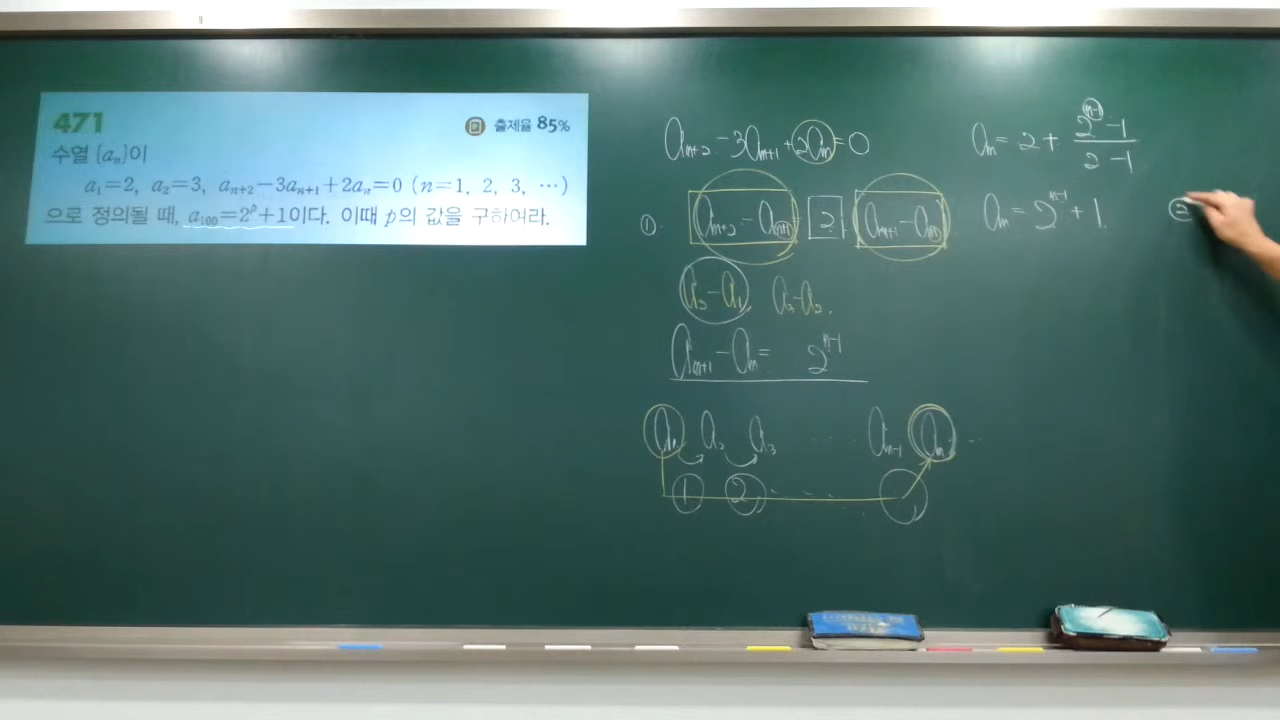 471
출제율 85%
수열 {aₙ}이
a₁=2, a₂=3, aₙ₊₂−3aₙ₊₁+2aₙ=0 (n=1, 2, 3, ⋯)
으로 정의될 때, a₁₀₀=2ᵖ+1이다. 이때 p의 값을 구하여라.
aₙ₊₂−3aₙ₊₁+2aₙ=0
① aₙ₊₂−aₙ₊₁ 2 aₙ₊₁−aₙ
a₂−a₁ a₃−a₂.
aₙ₊₁−aₙ= 2ⁿ⁻¹
a₁ a₂ a₃ ⋯ aₙ₋₁ aₙ ⋯
1 2 ⋯
aₙ=2+(2ⁿ⁻¹−1)/(2−1)
aₙ=2ⁿ⁻¹+1.
②